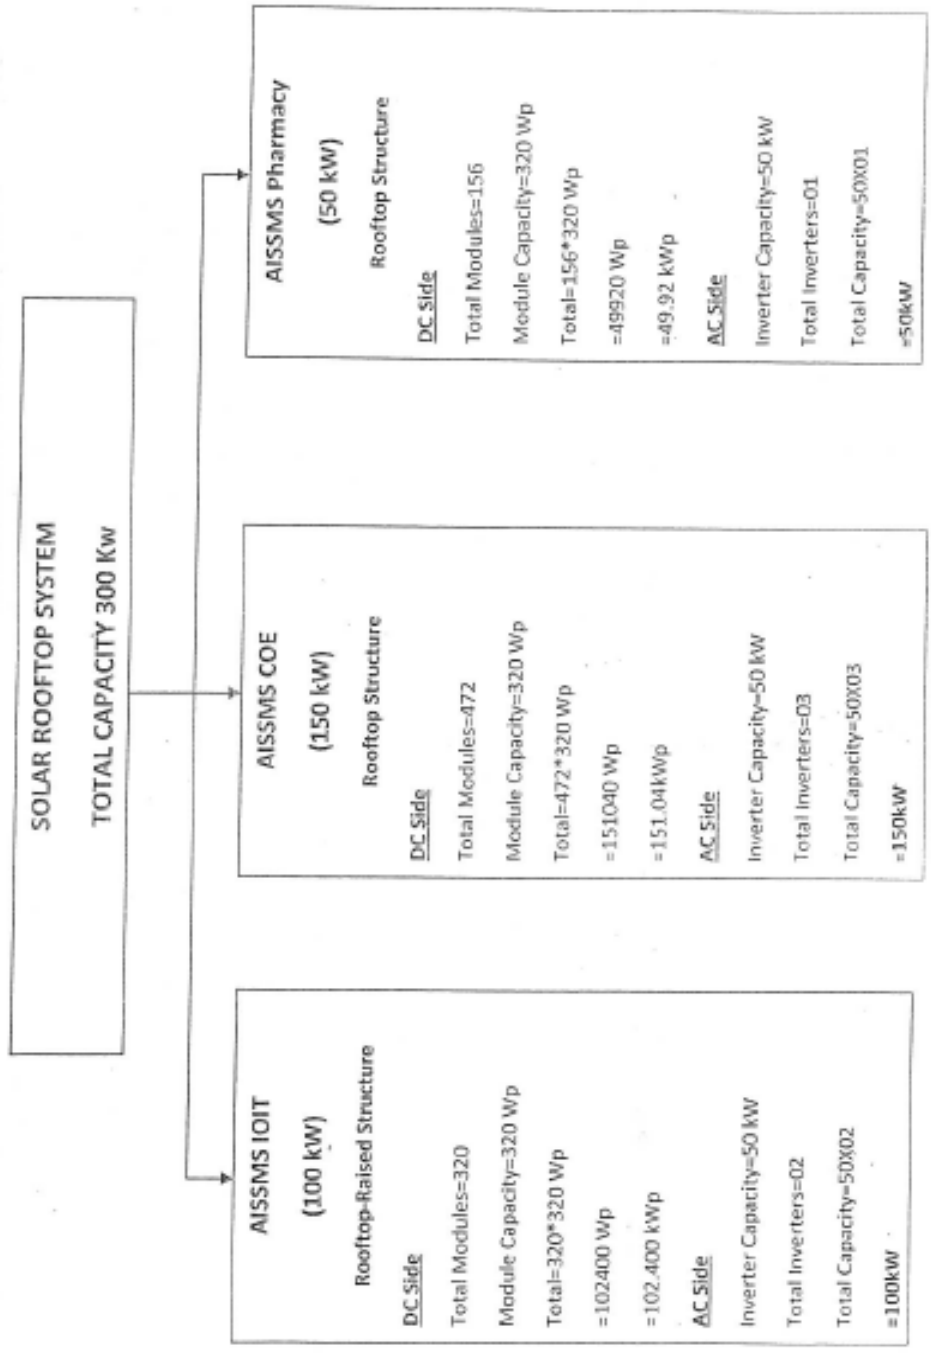 SOLAR ROOFTOP SYSTEM
TOTAL CAPACITY 300 Kw
AISSMS IOIT
(100 kW)
Rooftop-Raised Structure
DC Side
Total Modules=320
Module Capacity=320 Wp
Total=320*320 Wp
=102400 Wp
=102.400 kWp
AC Side
Inverter Capacity=50 kW
Total Inverters=02
Total Capacity=50X02
=100kW
AISSMS COE
(150 kW)
Rooftop Structure
DC Side
Total Modules=472
Module Capacity=320 Wp
Total=472*320 Wp
=151040 Wp
=151.04kWp
AC Side
Inverter Capacity=50 kW
Total Inverters=03
Total Capacity=50X03
=150kW
AISSMS Pharmacy
(50 kW)
Rooftop Structure
DC Side
Total Modules=156
Module Capacity=320 Wp
Total=156*320 Wp
=49920 Wp
=49.92 kWp
AC Side
Inverter Capacity=50 kW
Total Inverters=01
Total Capacity=50X01
=50kW